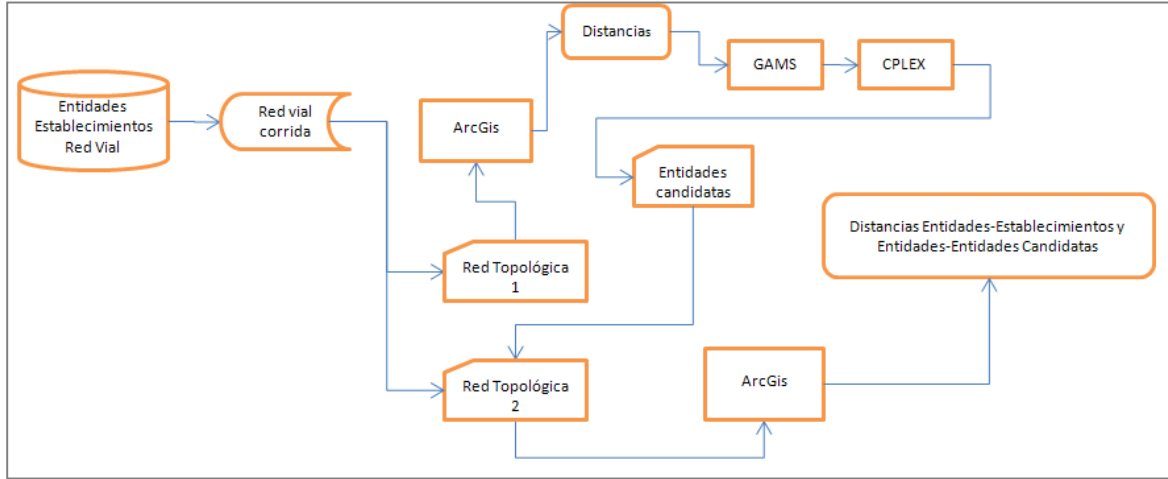 Entidades
Establecimientos
Red Vial
Red vial
corrida
ArcGis
Distancias
GAMS
CPLEX
Entidades
candidatas
Red Topológica
1
Red Topológica
2
ArcGis
Distancias Entidades-Establecimientos y
Entidades-Entidades Candidatas